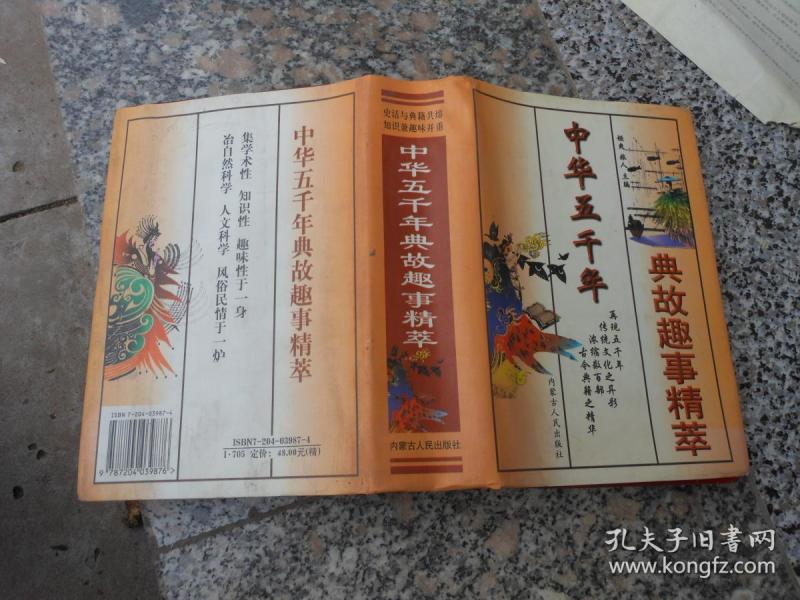 中华五千年典故趣事精萃
集学术性 知识性 趣味性于一身
冶自然科学 人文科学 风俗民情于一炉
ISBN 7-204-03987-4
9 787204 039876 >
ISBN7-204-03987-4
I·705 定价: 48.00元(精)
史话与典籍共熔
知识兼趣味并重
中华五千年典故趣事精萃
内蒙古人民出版社
主编
中华五千年
典故趣事精萃
再现五千年
传统文化之异彩
浓缩数百部
古今典籍之精华
内蒙古人民出版社
孔夫子旧书网
www.kongfz.com